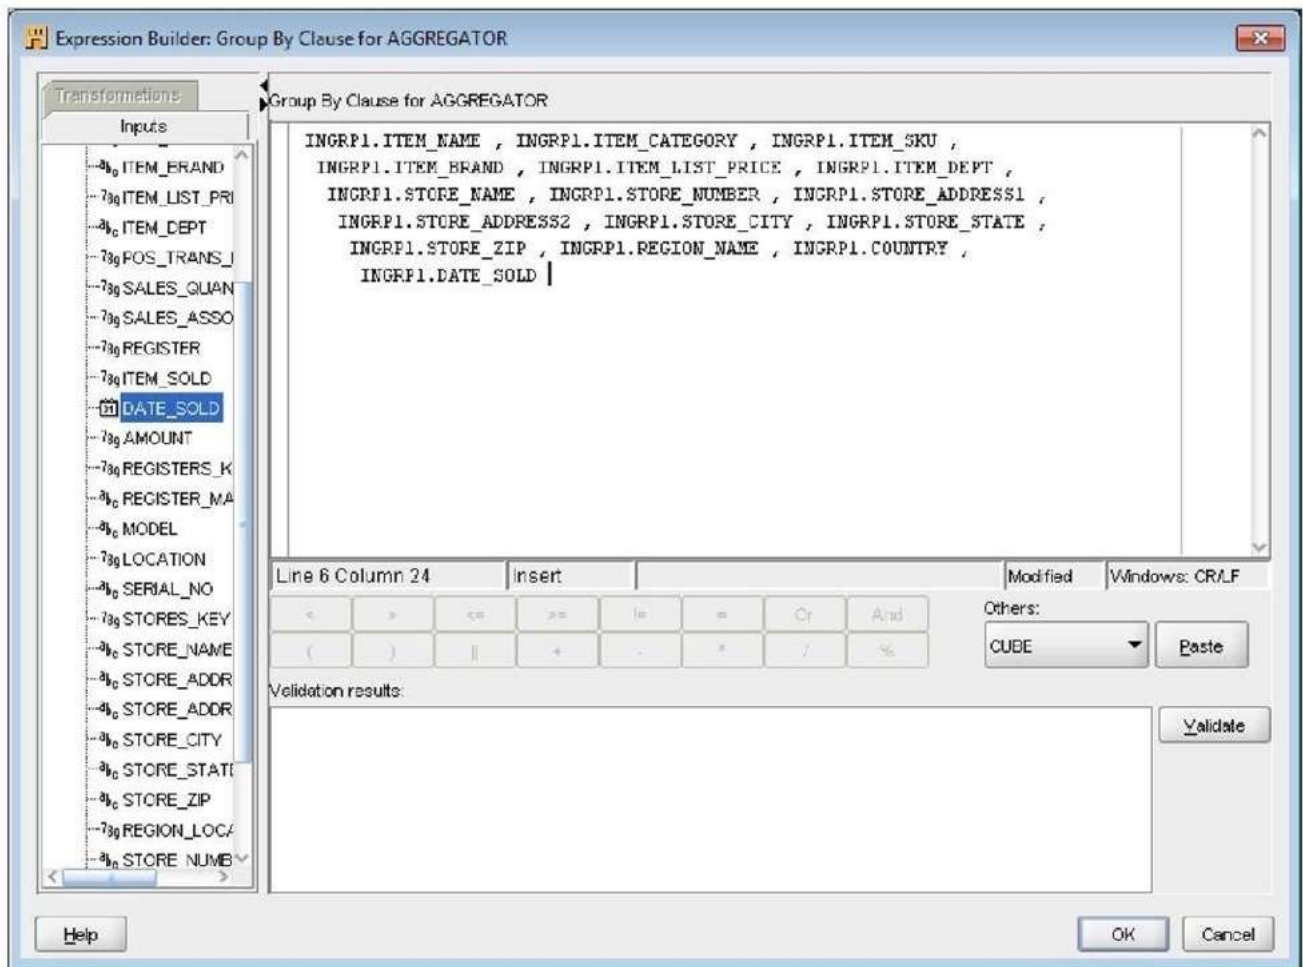 Expression Builder: Group By Clause for AGGREGATOR
Transformations
Inputs
ITEM_BRAND
ITEM_LIST_PRI
ITEM_DEPT
POS_TRANS_I
SALES_QUAN
SALES_ASSO
REGISTER
ITEM_SOLD
DATE_SOLD
AMOUNT
REGISTERS_K
REGISTER_MA
MODEL
LOCATION
SERIAL_NO
STORES_KEY
STORE_NAME
STORE_ADDR
STORE_ADDR
STORE_CITY
STORE_STATE
STORE_ZIP
REGION_LOCA
STORE_NUMB
Group By Clause for AGGREGATOR
INGRP1.ITEM_NAME , INGRP1.ITEM_CATEGORY , INGRP1.ITEM_SKU ,
INGRP1.ITEM_BRAND , INGRP1.ITEM_LIST_PRICE , INGRP1.ITEM_DEPT ,
INGRP1.STORE_NAME , INGRP1.STORE_NUMBER , INGRP1.STORE_ADDRESS1 ,
INGRP1.STORE_ADDRESS2 , INGRP1.STORE_CITY , INGRP1.STORE_STATE ,
INGRP1.STORE_ZIP , INGRP1.REGION_NAME , INGRP1.COUNTRY ,
INGRP1.DATE_SOLD
Line 6 Column 24 Insert Modified Windows: CR/LF
< > <= >= != = Or And
( ) || + - * / %
Others:
CUBE Paste
Validation results:
Validate
Help OK Cancel